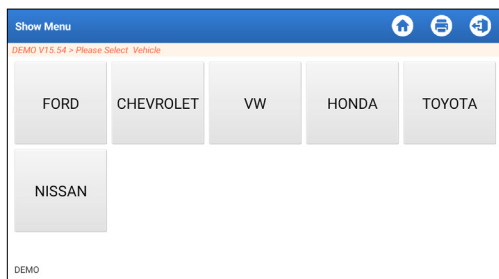 Show Menu
DEMO V15.54 > Please Select Vehicle
FORD CHEVROLET VW HONDA TOYOTA
NISSAN
DEMO